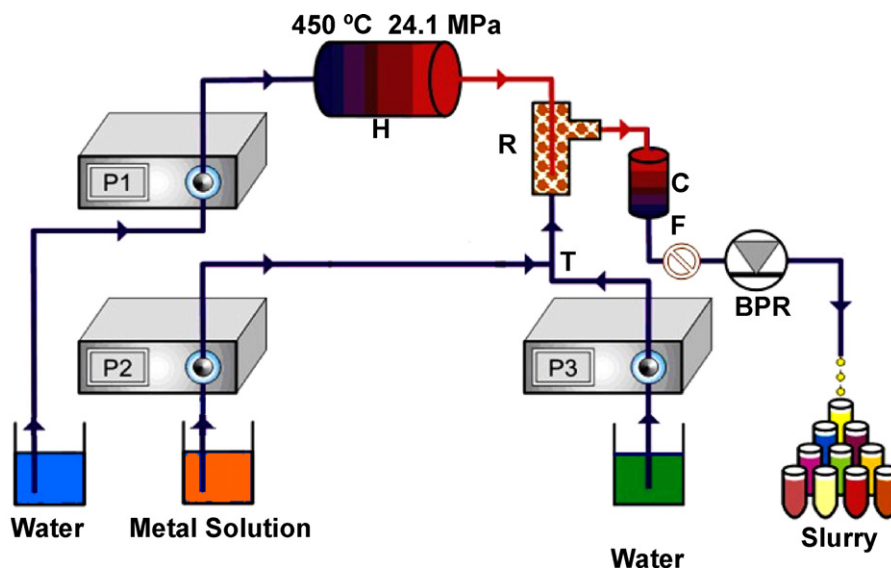 450 ºC 24.1 MPa
H
P1
R
C
F
T
BPR
P2
P3
Water
Metal Solution
Water
Slurry